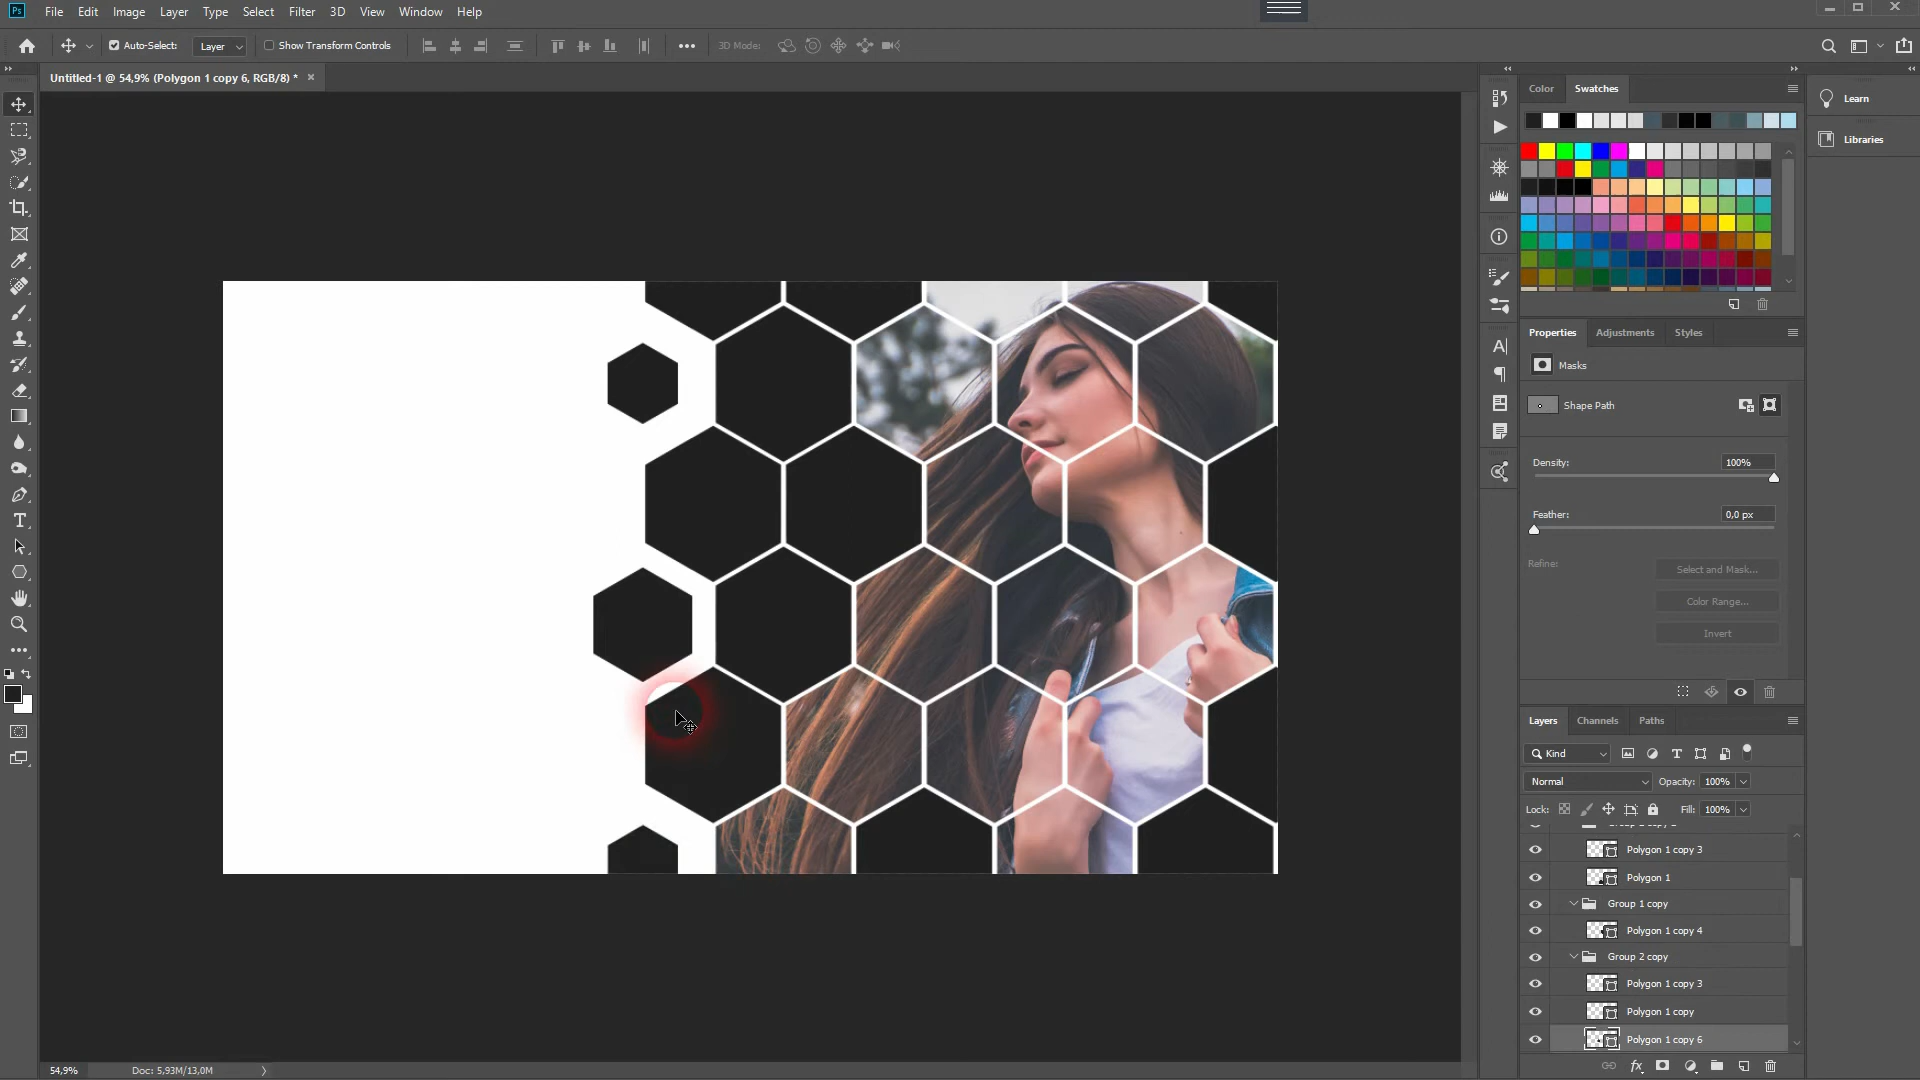 Ps File Edit Image Layer Type Select Filter 3D View Window Help
Auto-Select: Layer Show Transform Controls 3D Mode:
Untitled-1 @ 54,9% (Polygon 1 copy 6, RGB/8) *
Color Swatches
Learn
Libraries
Properties Adjustments Styles
Masks
Shape Path
Density: 100%
Feather: 0,0 px
Refine: Select and Mask...
Color Range...
Invert
Layers Channels Paths
Kind
Normal Opacity: 100%
Lock: Fill: 100%
Polygon 1 copy 3
Polygon 1
Group 1 copy
Polygon 1 copy 4
Group 2 copy
Polygon 1 copy 3
Polygon 1 copy
Polygon 1 copy 6
54,9% Doc: 5,93M/13,0M